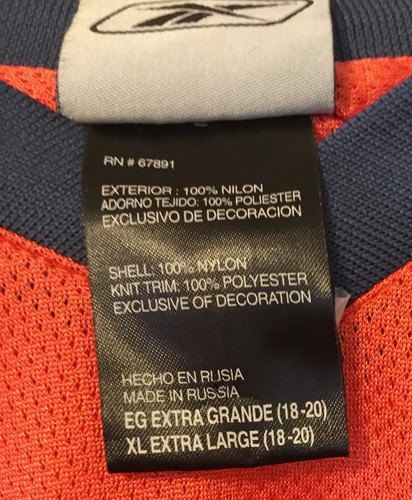 RN # 67891
EXTERIOR : 100% NILON
ADORNO TEJIDO: 100% POLIESTER
EXCLUSIVO DE DECORACION
SHELL: 100% NYLON
KNIT TRIM: 100% POLYESTER
EXCLUSIVE OF DECORATION
HECHO EN RUSIA
MADE IN RUSSIA
EG EXTRA GRANDE (18-20)
XL EXTRA LARGE (18-20)